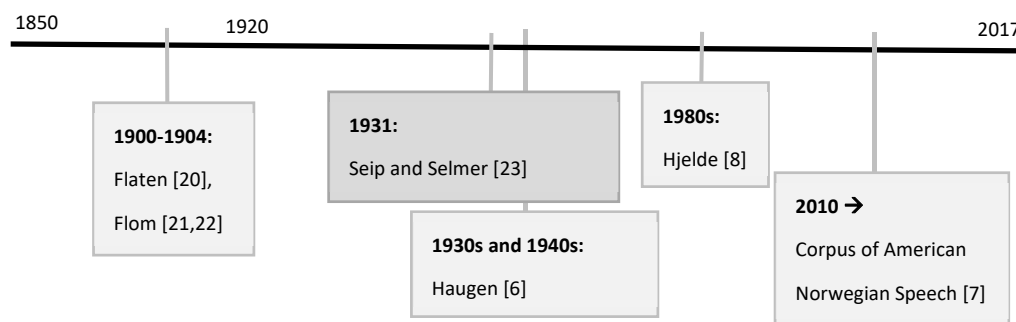 1850
1920
2017
1900-1904:
Flaten [20],
Flom [21,22]
1931:
Seip and Selmer [23]
1930s and 1940s:
Haugen [6]
1980s:
Hjelde [8]
2010 →
Corpus of American
Norwegian Speech [7]